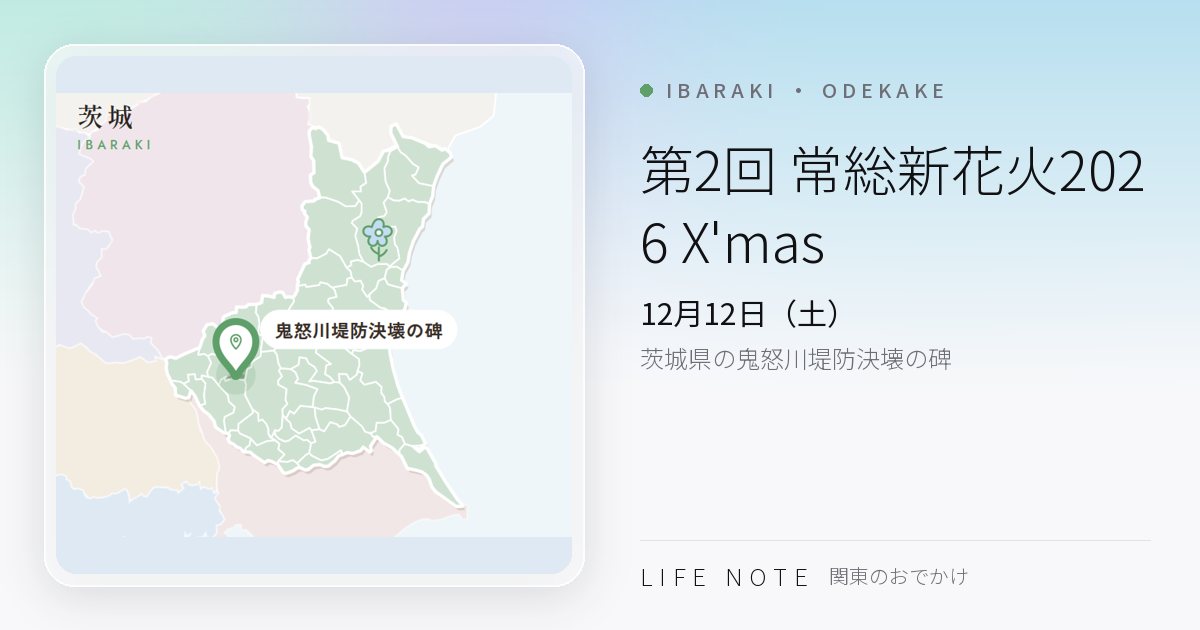 茨城
IBARAKI
鬼怒川堤防決壊の碑
IBARAKI ・ ODEKAKE
第2回 常総新花火202
6 X'mas
12月12日（土）
茨城県の鬼怒川堤防決壊の碑
LIFE NOTE 関東のおでかけ